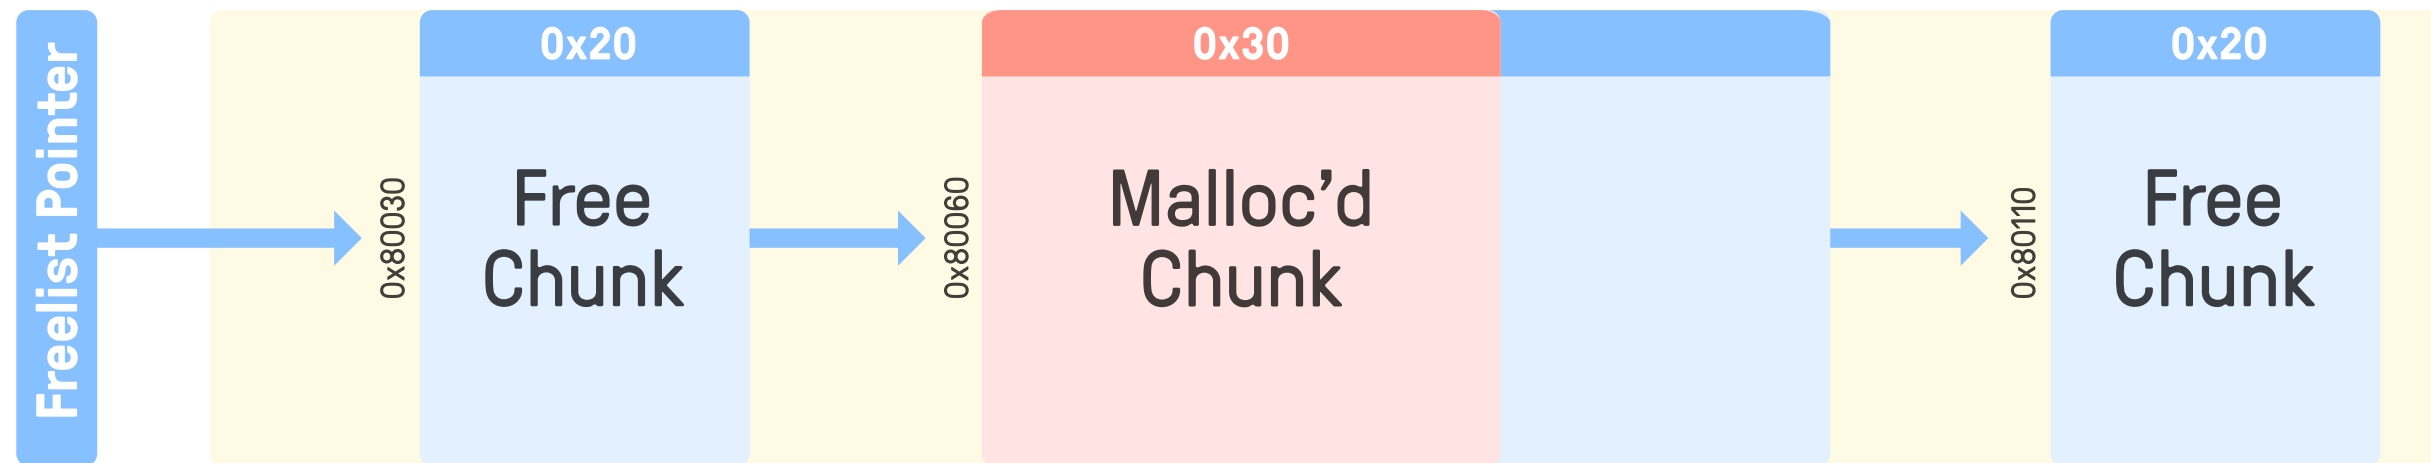 Freelist Pointer
0x80030
0x20
Free
Chunk
0x80060
0x30
Malloc’d
Chunk
0x80110
0x20
Free
Chunk